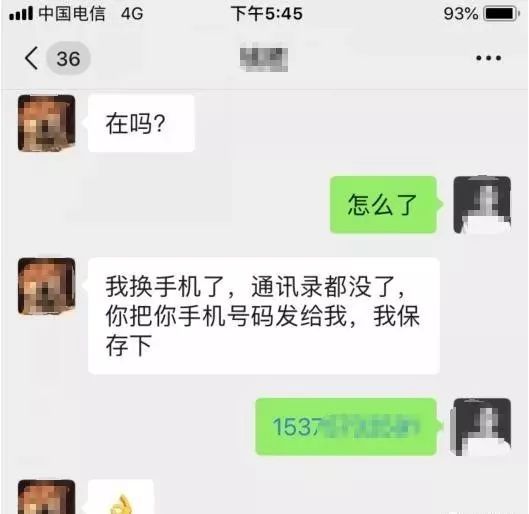 中国电信 4G 下午5:45 93%
36
在吗?
怎么了
我换手机了，通讯录都没了，
你把你手机号码发给我，我保
存下
1537